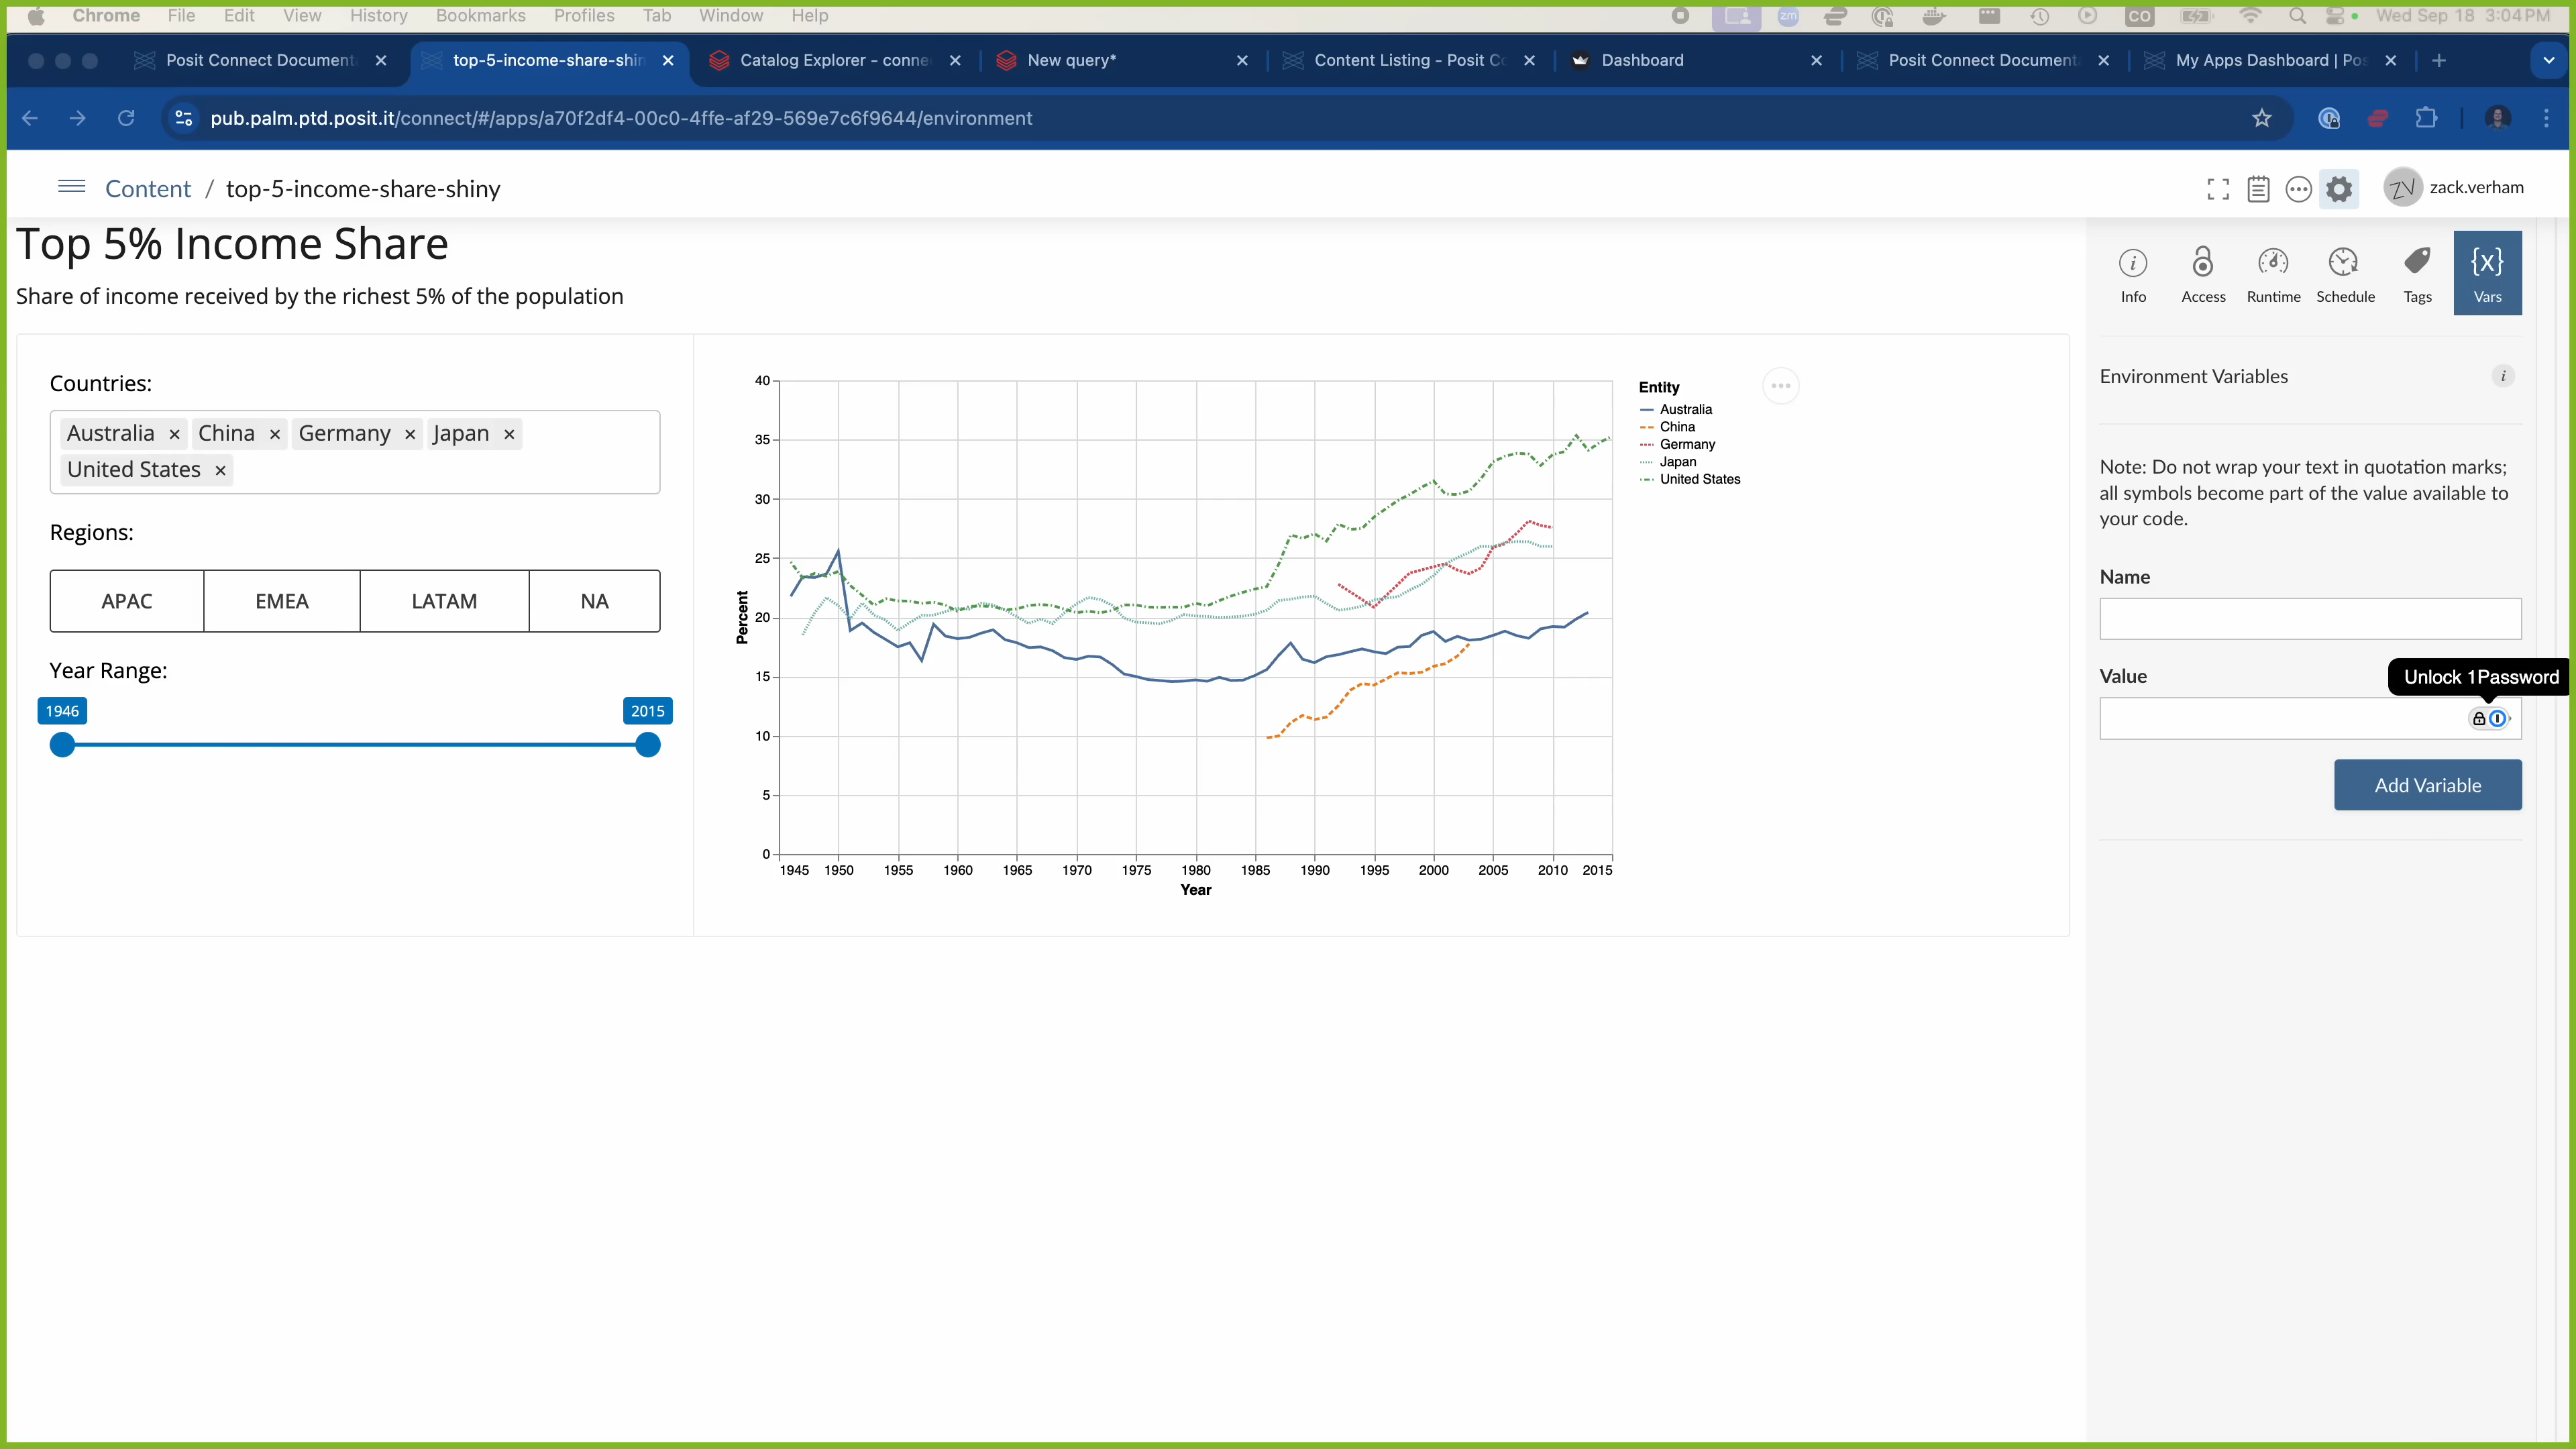 Chrome File Edit View History Bookmarks Profiles Tab Window Help zm CO Wed Sep 18 3:04 PM
Posit Connect Document top-5-income-share-shin Catalog Explorer - conne New query* Content Listing - Posit Co Dashboard Posit Connect Document My Apps Dashboard | Pos
pub.palm.ptd.posit.it/connect/#/apps/a70f2df4-00c0-4ffe-af29-569e7c6f9644/environment
Content / top-5-income-share-shiny
ZV zack.verham
Top 5% Income Share
Share of income received by the richest 5% of the population
Countries:
Australia × China × Germany × Japan ×
United States ×
Regions:
APAC EMEA LATAM NA
Year Range:
1946 2015
40
35
30
25
20
15
10
5
0
Percent
1945 1950 1955 1960 1965 1970 1975 1980 1985 1990 1995 2000 2005 2010 2015
Year
Entity
Australia
China
Germany
Japan
United States
Info Access Runtime Schedule Tags {x} Vars
Environment Variables
Note: Do not wrap your text in quotation marks;
all symbols become part of the value available to
your code.
Name
Value
Unlock 1Password
Add Variable